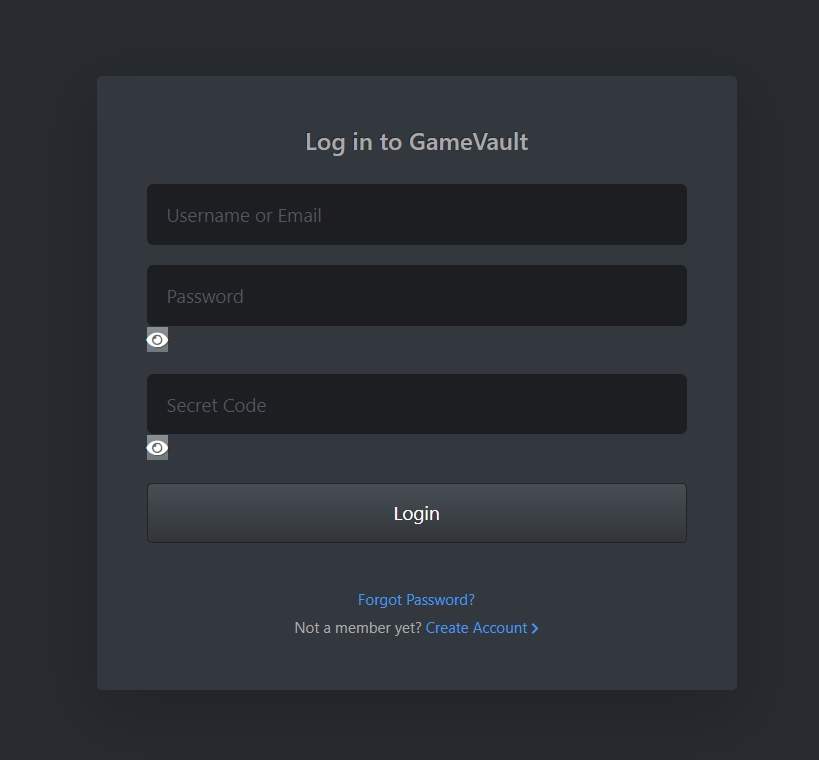 Log in to GameVault
Username or Email
Password
Secret Code
Login
Forgot Password?
Not a member yet? Create Account